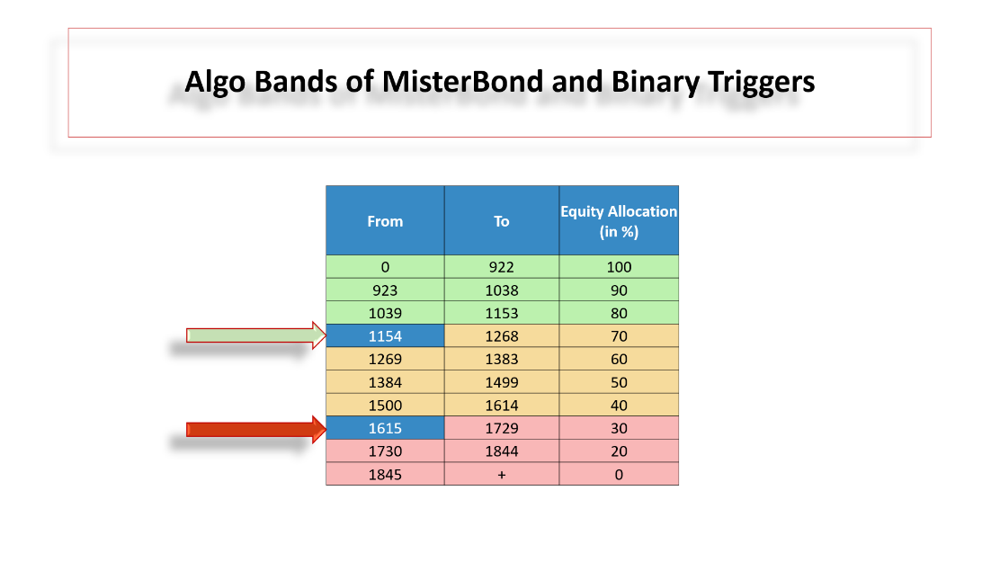 Algo Bands of MisterBond and Binary Triggers
From To Equity Allocation (in %)
0 922 100
923 1038 90
1039 1153 80
1154 1268 70
1269 1383 60
1384 1499 50
1500 1614 40
1615 1729 30
1730 1844 20
1845 + 0